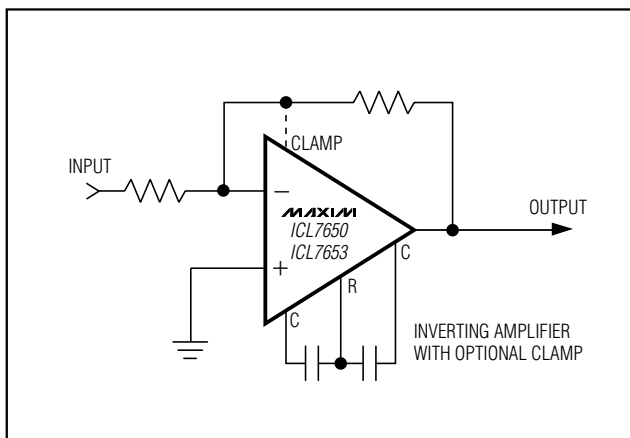 CLAMP
INPUT
−
MAXIM
ICL7650
ICL7653
+
OUTPUT
C
R
C
INVERTING AMPLIFIER
WITH OPTIONAL CLAMP